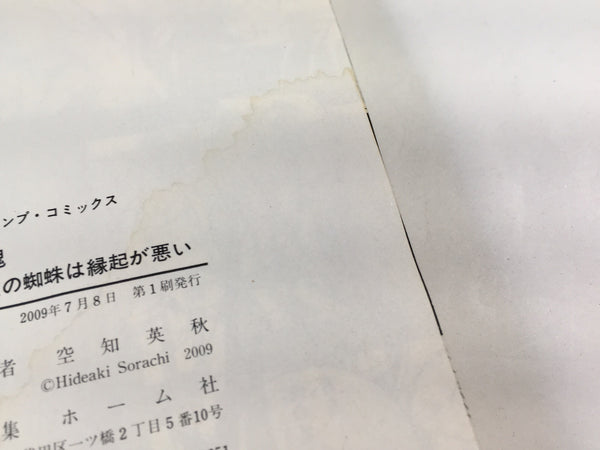 ンプ・コミックス
魂
の蜘蛛は縁起が悪い
2009年7月8日 第1刷発行
者 空知英秋
©Hideaki Sorachi 2009
集ホーム社
田区一ツ橋2丁目5番10号